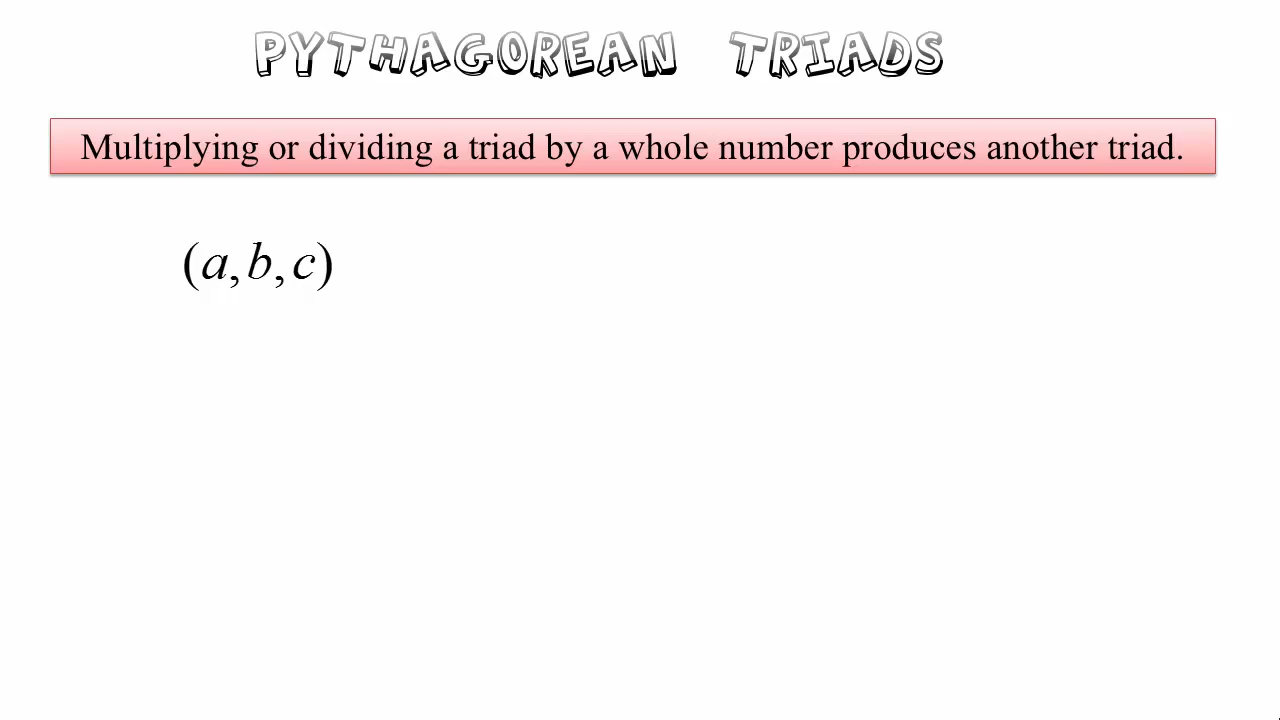 PYTHAGOREAN TRIADS
Multiplying or dividing a triad by a whole number produces another triad.
(a, b, c)